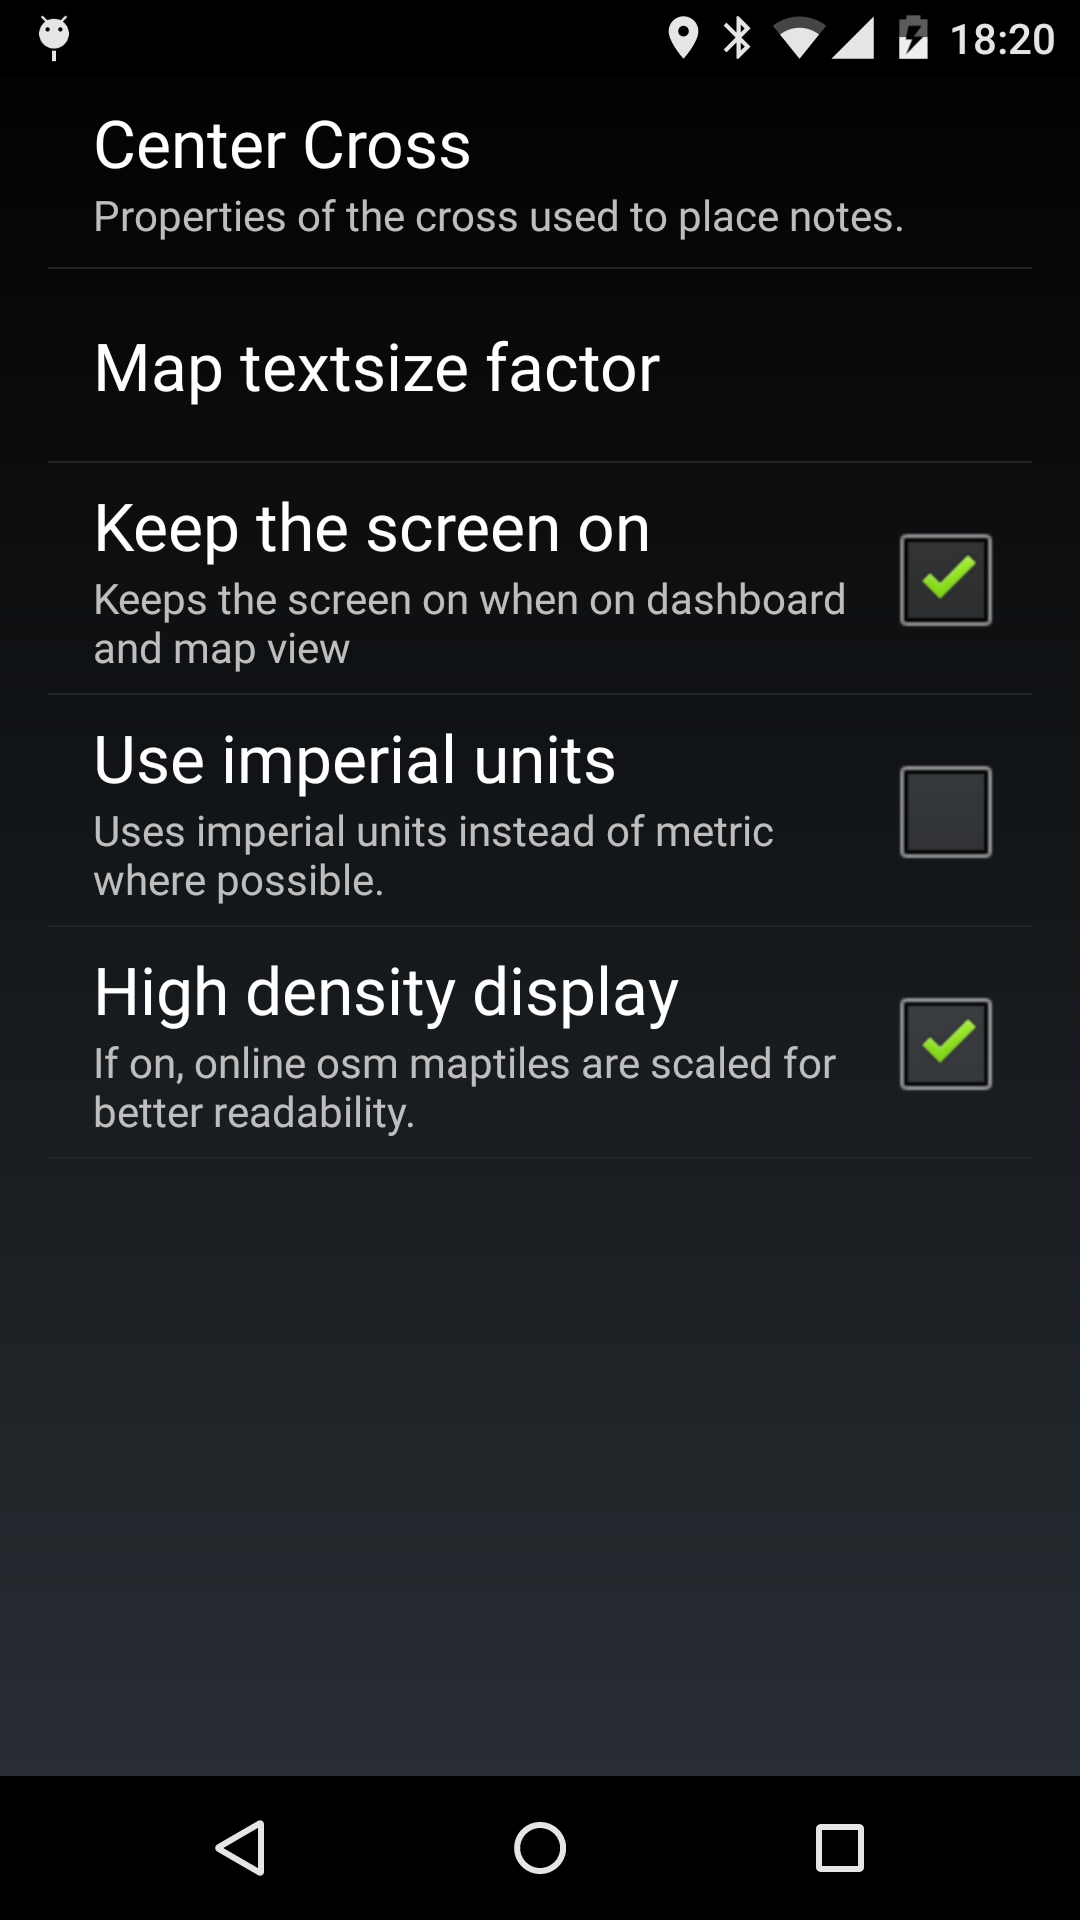 18:20
Center Cross
Properties of the cross used to place notes.
Map textsize factor
Keep the screen on
Keeps the screen on when on dashboard
and map view
Use imperial units
Uses imperial units instead of metric
where possible.
High density display
If on, online osm maptiles are scaled for
better readability.